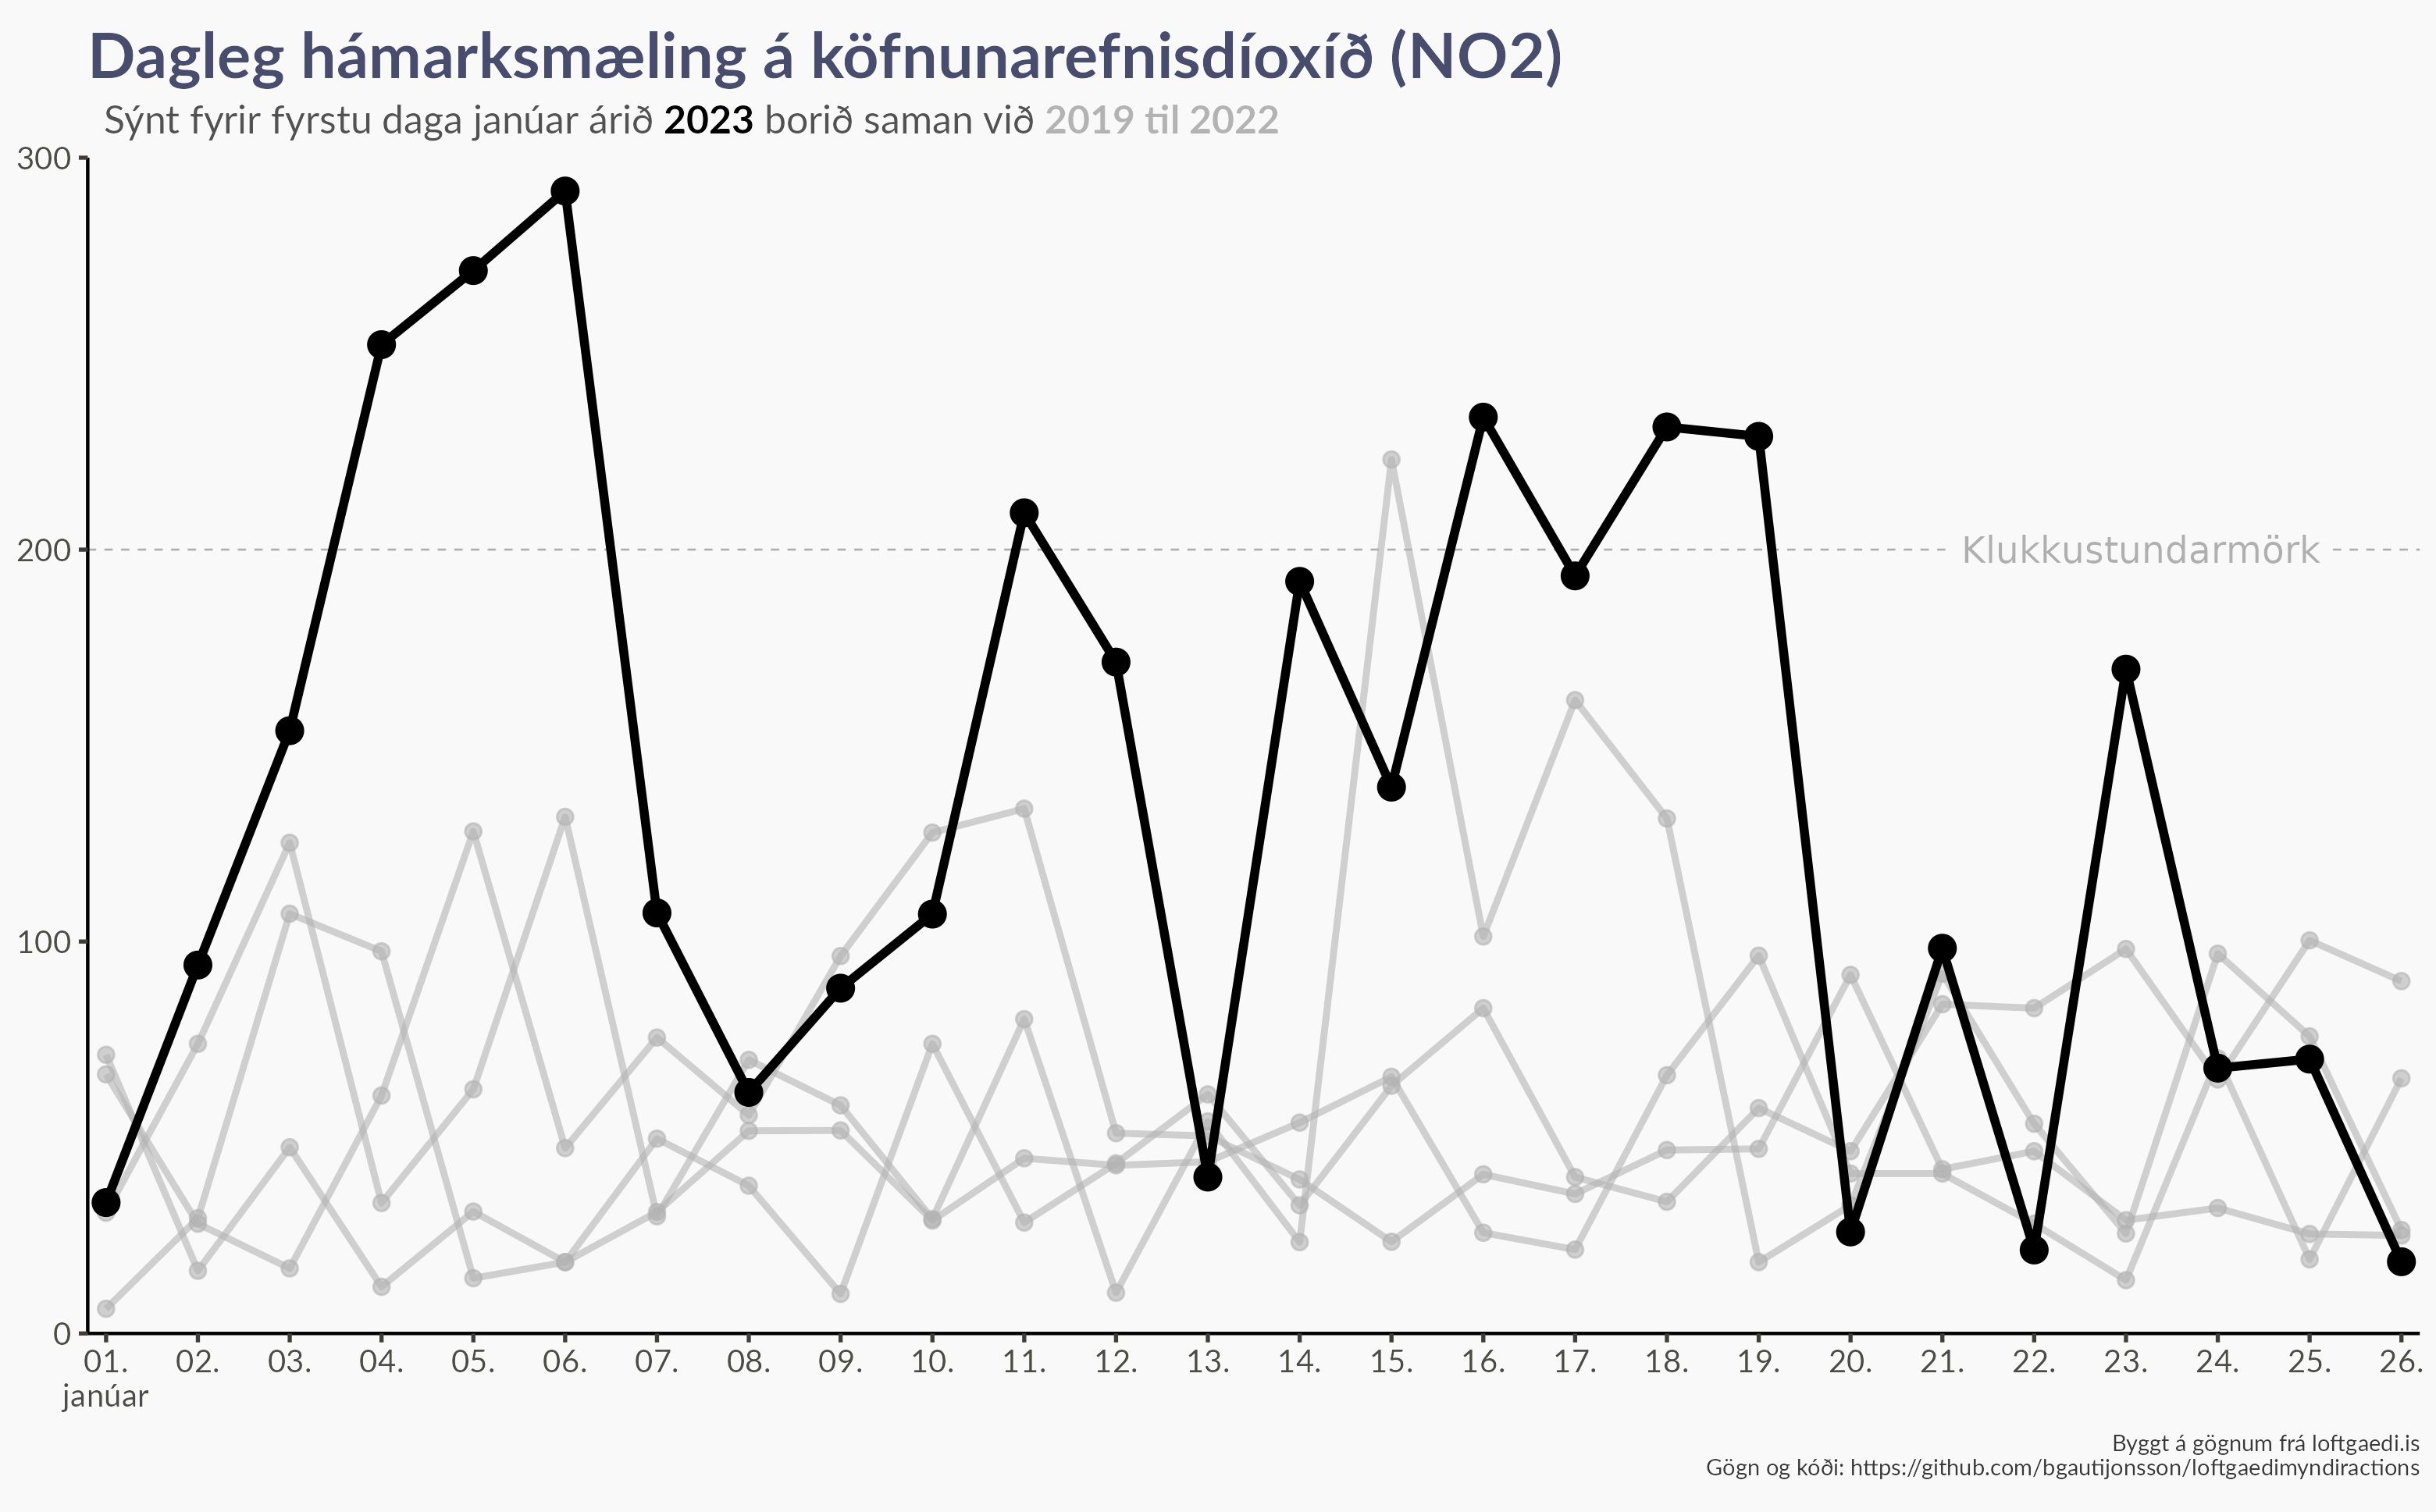 Dagleg hámarksmæling á köfnunarefnisdíoxíð (NO2)
Sýnt fyrir fyrstu daga janúar árið 2023 borið saman við 2019 til 2022
300
200
Klukkustundarmörk
100
0
01. 02. 03. 04. 05. 06. 07. 08. 09. 10. 11. 12. 13. 14. 15. 16. 17. 18. 19. 20. 21. 22. 23. 24. 25. 26.
janúar
Byggt á gögnum frá loftgaedi.is
Gögn og kóði: https://github.com/bgautijonsson/loftgaedimyndiractions